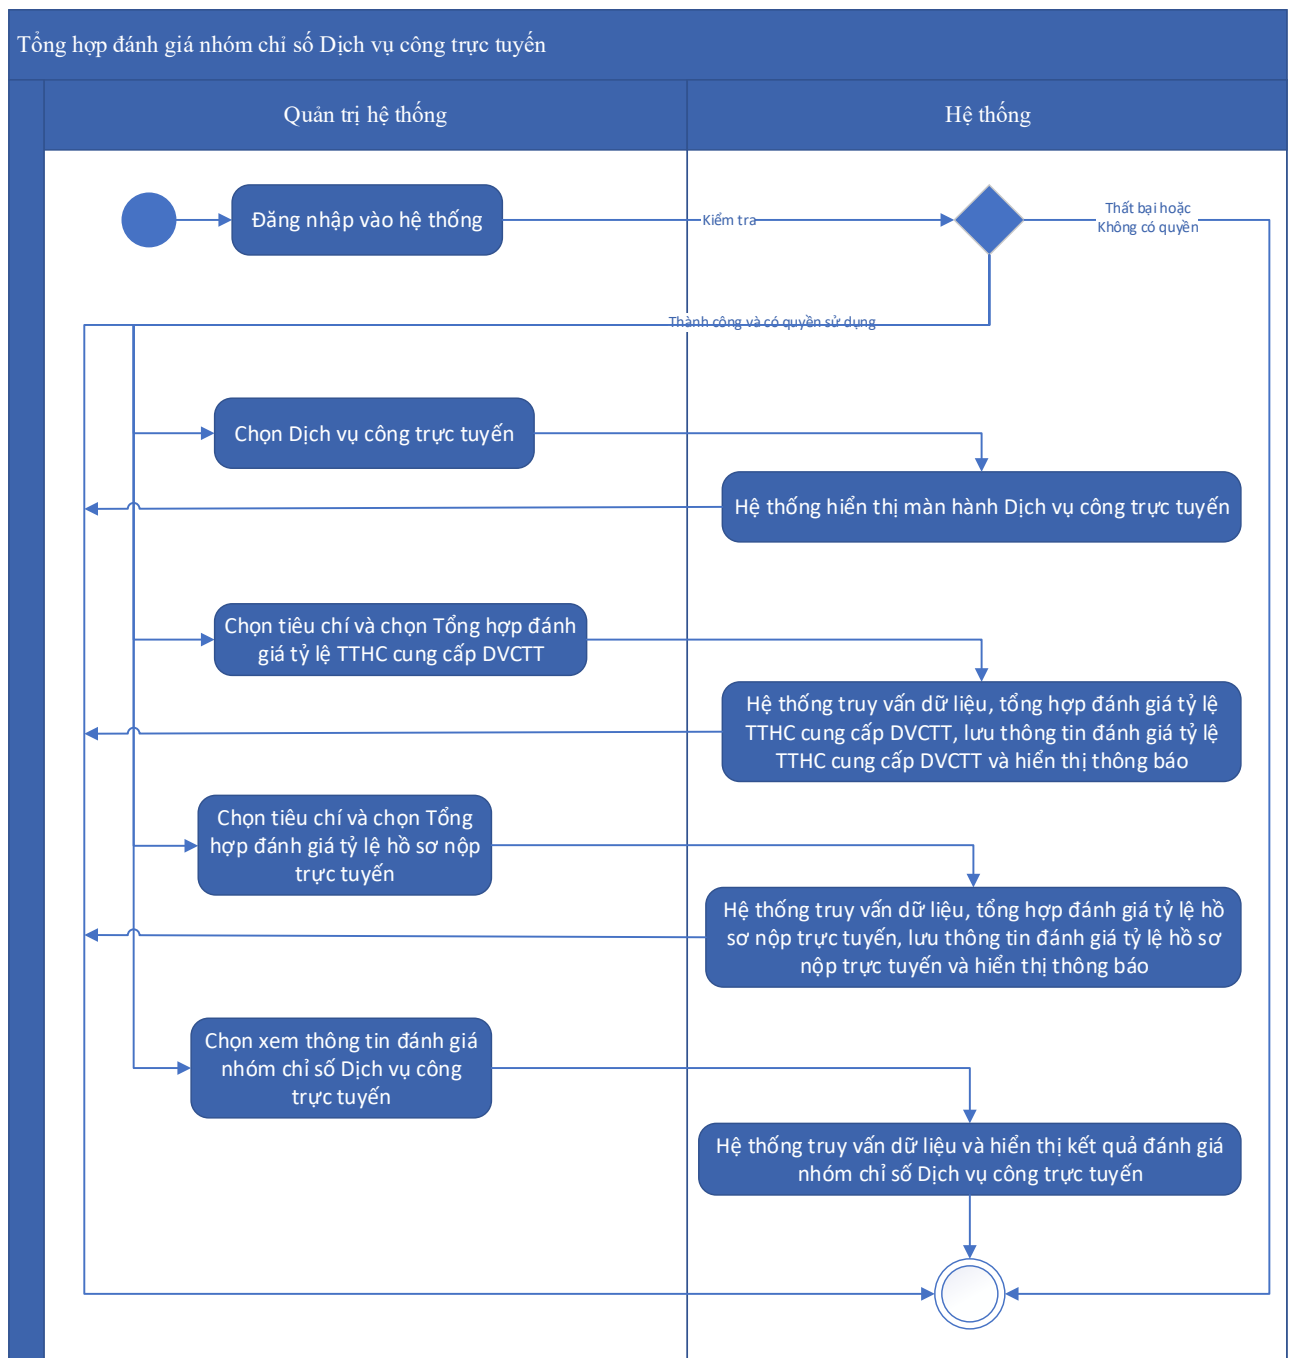 Tổng hợp đánh giá nhóm chỉ số Dịch vụ công trực tuyến
Quản trị hệ thống
Hệ thống
Đăng nhập vào hệ thống
Kiểm tra
Thất bại hoặc
Không có quyền
Thành công và có quyền sử dụng
Chọn Dịch vụ công trực tuyến
Hệ thống hiển thị màn hành Dịch vụ công trực tuyến
Chọn tiêu chí và chọn Tổng hợp đánh
giá tỷ lệ TTHC cung cấp DVCTT
Hệ thống truy vấn dữ liệu, tổng hợp đánh giá tỷ lệ
TTHC cung cấp DVCTT, lưu thông tin đánh giá tỷ lệ
TTHC cung cấp DVCTT và hiển thị thông báo
Chọn tiêu chí và chọn Tổng
hợp đánh giá tỷ lệ hồ sơ nộp
trực tuyến
Hệ thống truy vấn dữ liệu, tổng hợp đánh giá tỷ lệ hồ
sơ nộp trực tuyến, lưu thông tin đánh giá tỷ lệ hồ sơ
nộp trực tuyến và hiển thị thông báo
Chọn xem thông tin đánh giá
nhóm chỉ số Dịch vụ công
trực tuyến
Hệ thống truy vấn dữ liệu và hiển thị kết quả đánh giá
nhóm chỉ số Dịch vụ công trực tuyến